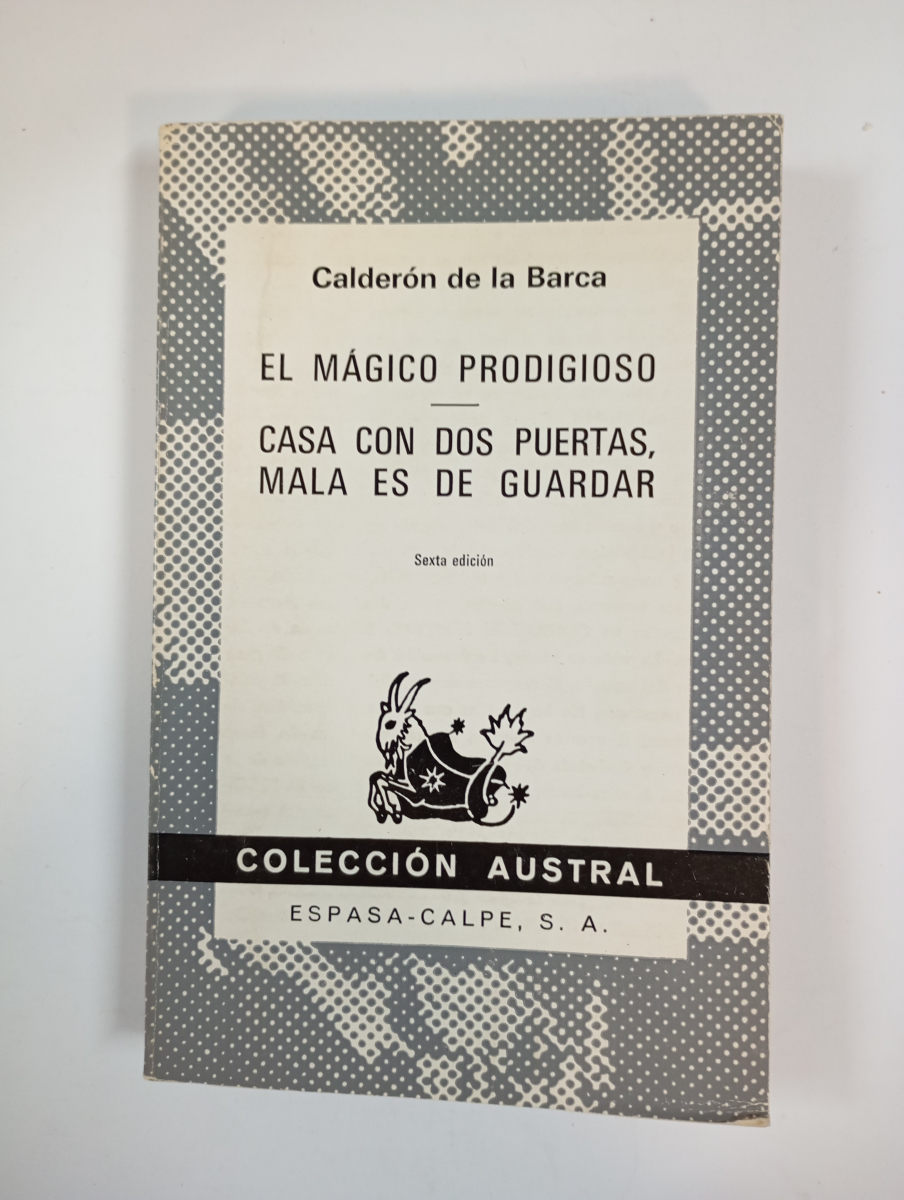 Calderón de la Barca
EL MÁGICO PRODIGIOSO
CASA CON DOS PUERTAS,
MALA ES DE GUARDAR
Sexta edición
COLECCIÓN AUSTRAL
ESPASA-CALPE, S. A.